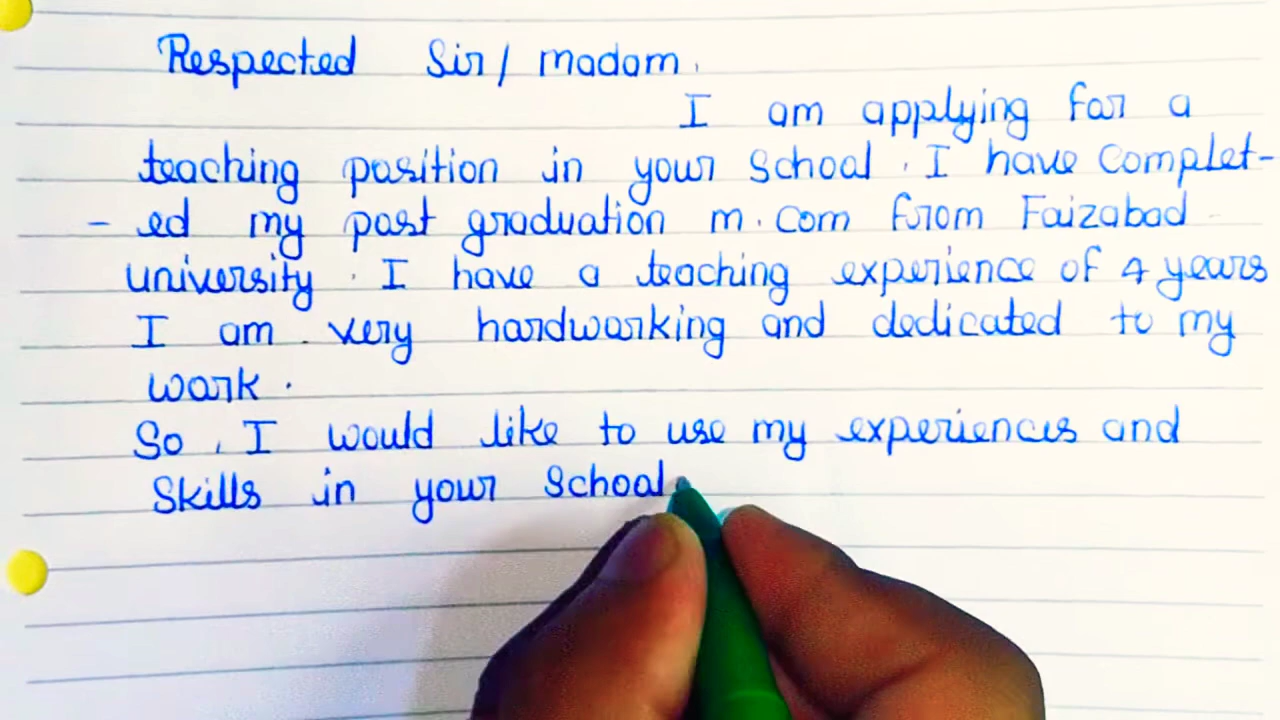 Respected Sir/ madam.
I am applying for a
teaching position in your School. I have Complet-
- ed my post graduation m.com from Faizabad
university. I have a teaching experience of 4 years
I am very hardworking and dedicated to my
work.
So, I would like to use my experiences and
Skills in your School.